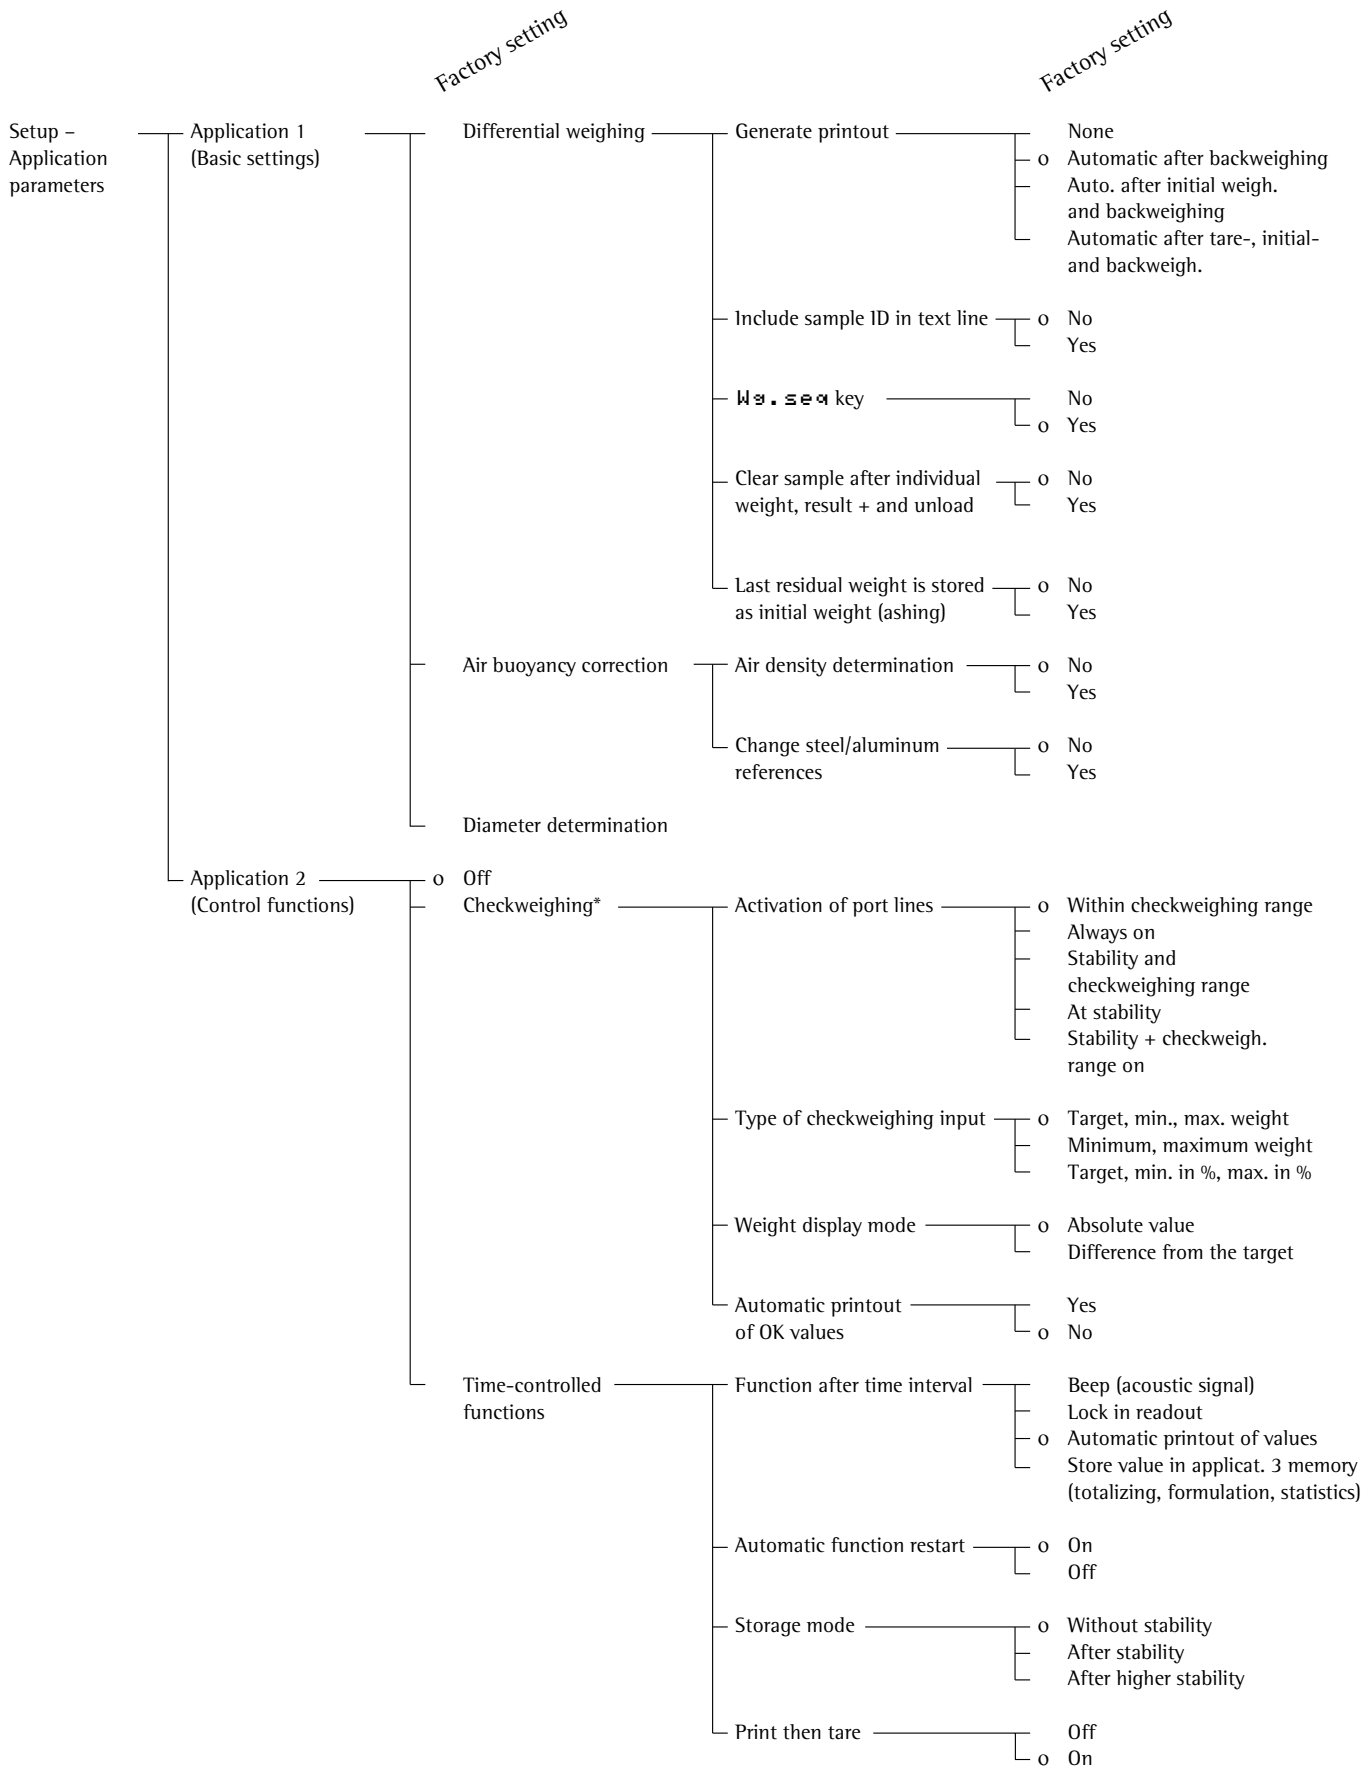 Factory setting
Factory setting
Setup –
Application
parameters
Application 1
(Basic settings)
Differential weighing
Generate printout
None
o Automatic after backweighing
Auto. after initial weigh.
and backweighing
Automatic after tare-, initial-
and backweigh.
Include sample ID in text line
o No
Yes
Wg.seq key
No
o Yes
Clear sample after individual
weight, result + and unload
o No
Yes
Last residual weight is stored
as initial weight (ashing)
o No
Yes
Air buoyancy correction
Air density determination
o No
Yes
Change steel/aluminum
references
o No
Yes
Diameter determination
Application 2
(Control functions)
o Off
Checkweighing*
Activation of port lines
o Within checkweighing range
Always on
Stability and
checkweighing range
At stability
Stability + checkweigh.
range on
Type of checkweighing input
o Target, min., max. weight
Minimum, maximum weight
Target, min. in %, max. in %
Weight display mode
o Absolute value
Difference from the target
Automatic printout
of OK values
Yes
o No
Time-controlled
functions
Function after time interval
Beep (acoustic signal)
Lock in readout
o Automatic printout of values
Store value in applicat. 3 memory
(totalizing, formulation, statistics)
Automatic function restart
o On
Off
Storage mode
o Without stability
After stability
After higher stability
Print then tare
Off
o On